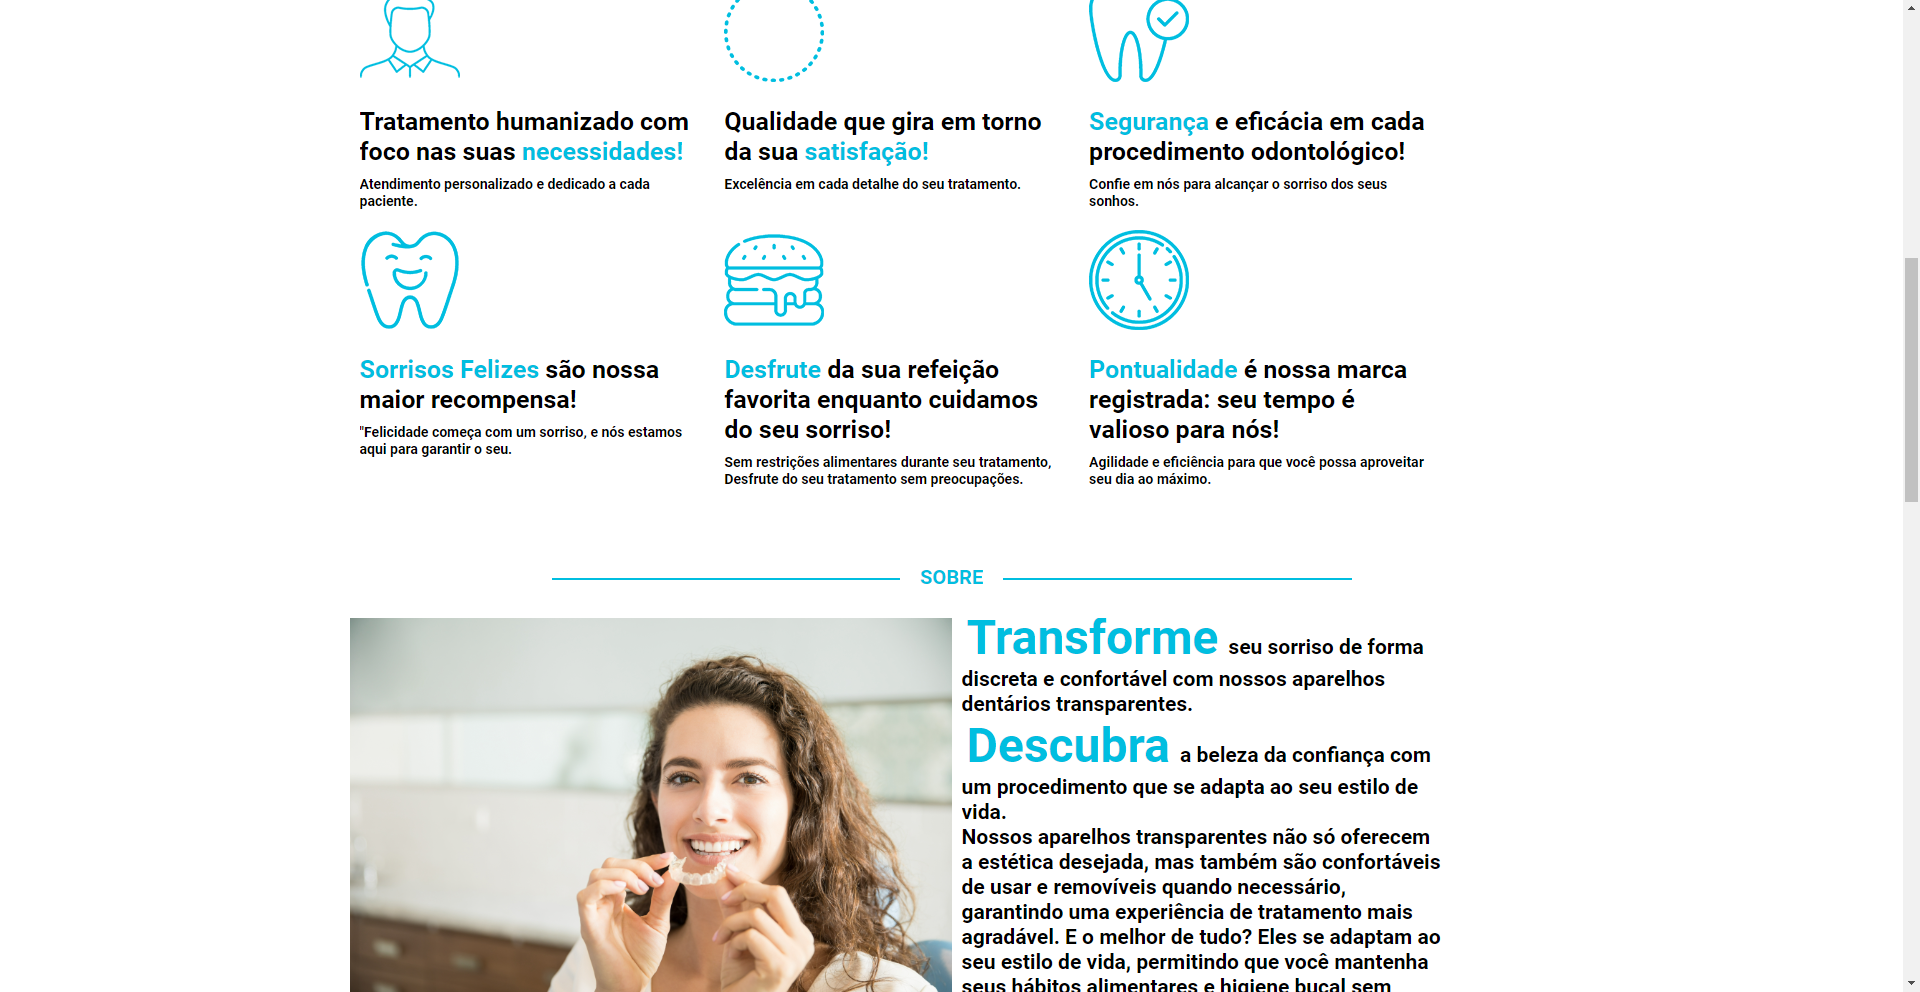 Tratamento humanizado com
foco nas suas necessidades!
Atendimento personalizado e dedicado a cada
paciente.
Qualidade que gira em torno
da sua satisfação!
Excelência em cada detalhe do seu tratamento.
Segurança e eficácia em cada
procedimento odontológico!
Confie em nós para alcançar o sorriso dos seus
sonhos.
Sorrisos Felizes são nossa
maior recompensa!
"Felicidade começa com um sorriso, e nós estamos
aqui para garantir o seu.
Desfrute da sua refeição
favorita enquanto cuidamos
do seu sorriso!
Sem restrições alimentares durante seu tratamento,
Desfrute do seu tratamento sem preocupações.
Pontualidade é nossa marca
registrada: seu tempo é
valioso para nós!
Agilidade e eficiência para que você possa aproveitar
seu dia ao máximo.
SOBRE
Transforme seu sorriso de forma
discreta e confortável com nossos aparelhos
dentários transparentes.
Descubra a beleza da confiança com
um procedimento que se adapta ao seu estilo de
vida.
Nossos aparelhos transparentes não só oferecem
a estética desejada, mas também são confortáveis
de usar e removíveis quando necessário,
garantindo uma experiência de tratamento mais
agradável. E o melhor de tudo? Eles se adaptam ao
seu estilo de vida, permitindo que você mantenha
seus hábitos alimentares e higiene bucal sem